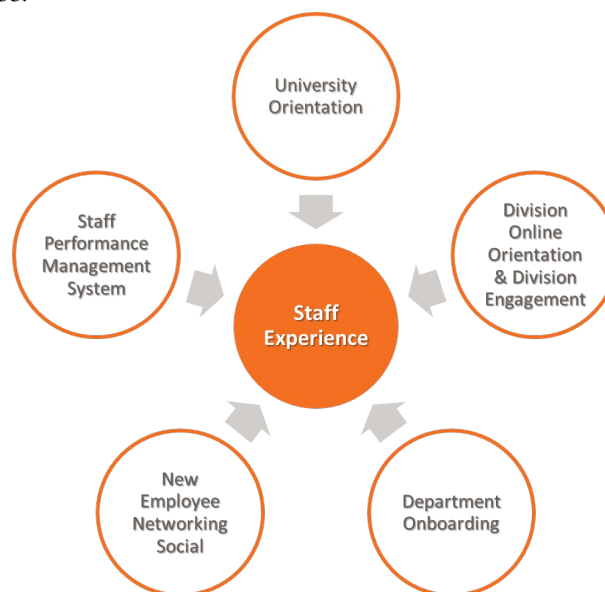 University
Orientation
Division
Online
Orientation
& Division
Engagement
Staff
Performance
Management
System
Staff
Experience
New
Employee
Networking
Social
Department
Onboarding